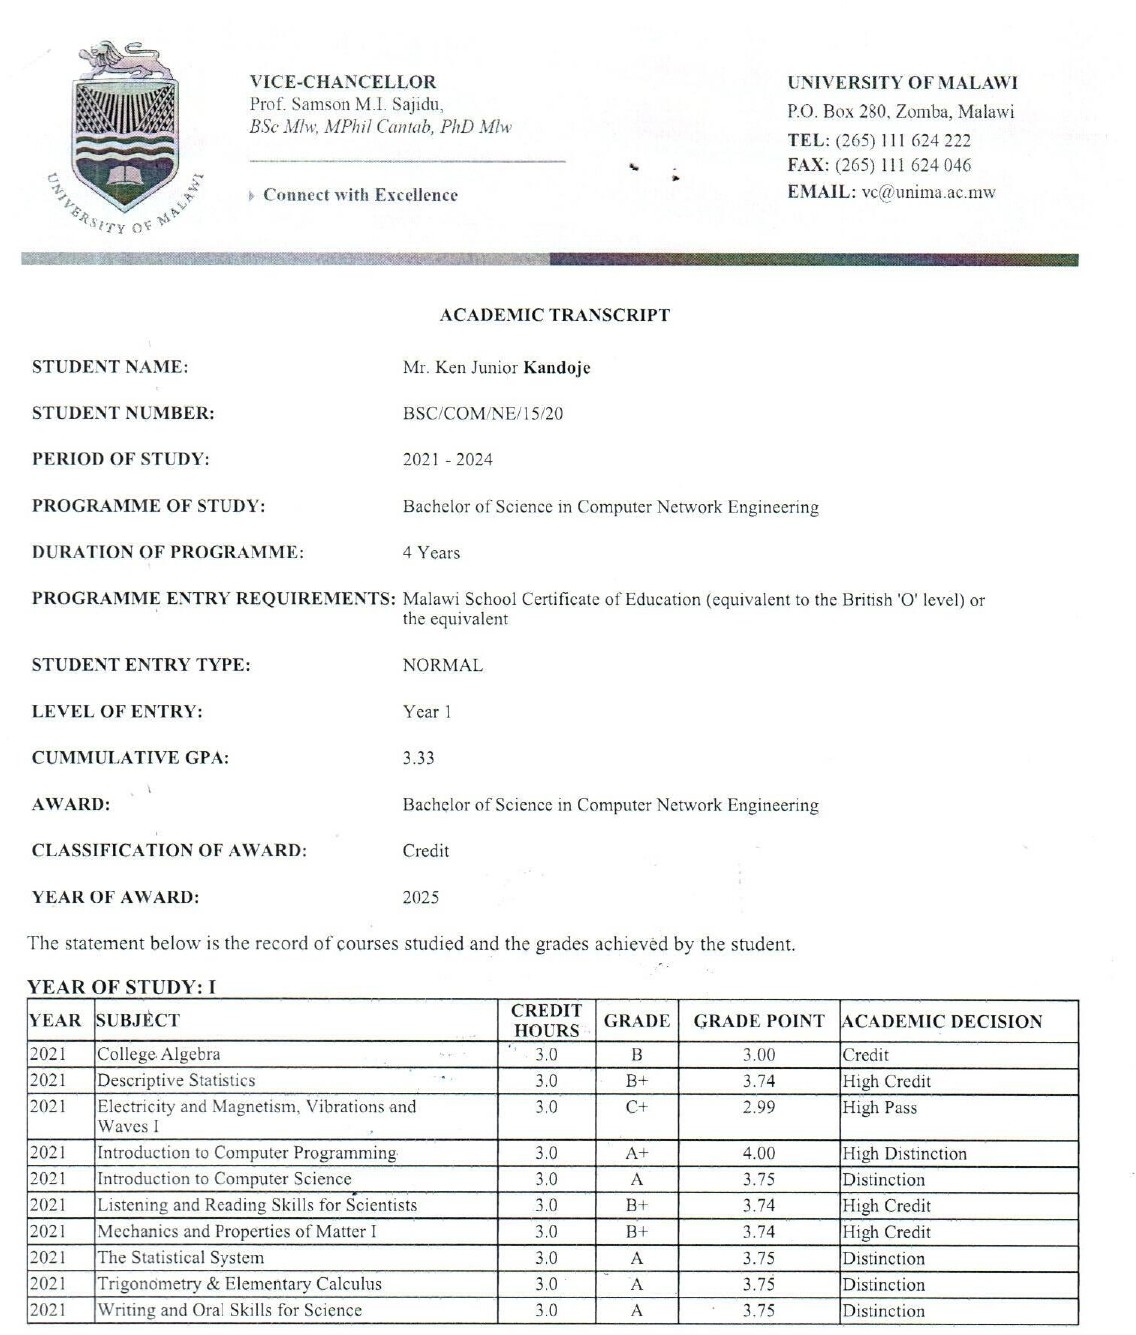 UNIVERSITY OF MALAWI
VICE-CHANCELLOR
Prof. Samson M.I. Sajidu,
BSc Mlw, MPhil Cantab, PhD Mlw
Connect with Excellence
UNIVERSITY OF MALAWI
P.O. Box 280, Zomba, Malawi
TEL: (265) 111 624 222
FAX: (265) 111 624 046
EMAIL: vc@unima.ac.mw
ACADEMIC TRANSCRIPT
STUDENT NAME: Mr. Ken Junior Kandoje
STUDENT NUMBER: BSC/COM/NE/15/20
PERIOD OF STUDY: 2021 - 2024
PROGRAMME OF STUDY: Bachelor of Science in Computer Network Engineering
DURATION OF PROGRAMME: 4 Years
PROGRAMME ENTRY REQUIREMENTS: Malawi School Certificate of Education (equivalent to the British 'O' level) or
the equivalent
STUDENT ENTRY TYPE: NORMAL
LEVEL OF ENTRY: Year 1
CUMMULATIVE GPA: 3.33
AWARD: Bachelor of Science in Computer Network Engineering
CLASSIFICATION OF AWARD: Credit
YEAR OF AWARD: 2025
The statement below is the record of courses studied and the grades achieved by the student.
YEAR OF STUDY: I
YEAR SUBJECT CREDIT HOURS GRADE GRADE POINT ACADEMIC DECISION
2021 College Algebra 3.0 B 3.00 Credit
2021 Descriptive Statistics 3.0 B+ 3.74 High Credit
2021 Electricity and Magnetism, Vibrations and 3.0 C+ 2.99 High Pass
Waves I
2021 Introduction to Computer Programming 3.0 A+ 4.00 High Distinction
2021 Introduction to Computer Science 3.0 A 3.75 Distinction
2021 Listening and Reading Skills for Scientists 3.0 B+ 3.74 High Credit
2021 Mechanics and Properties of Matter I 3.0 B+ 3.74 High Credit
2021 The Statistical System 3.0 A 3.75 Distinction
2021 Trigonometry & Elementary Calculus 3.0 A 3.75 Distinction
2021 Writing and Oral Skills for Science 3.0 A 3.75 Distinction